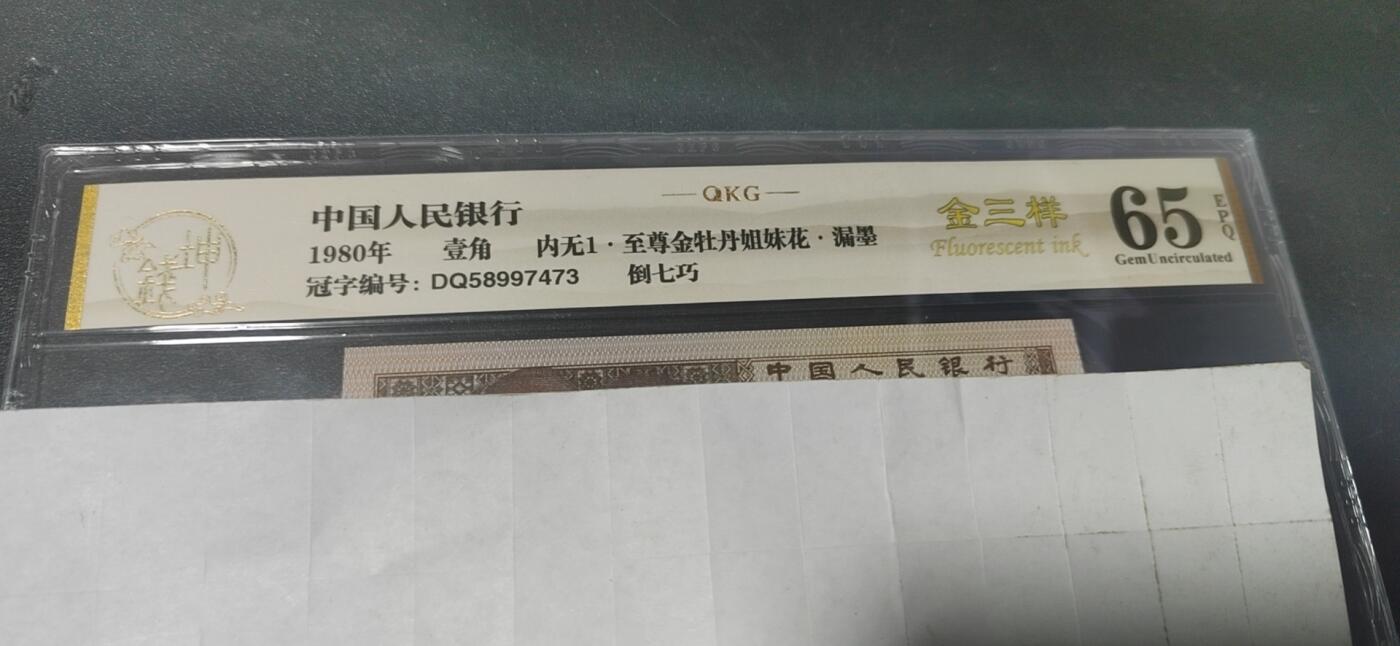 QKG
中国人民银行
1980年 壹角 内无1·至尊金牡丹姐妹花·漏墨
冠字编号: DQ58997473 倒七巧
金三样
Fluorescent ink
65
EPQ
GemUncirculated
中国人民银行